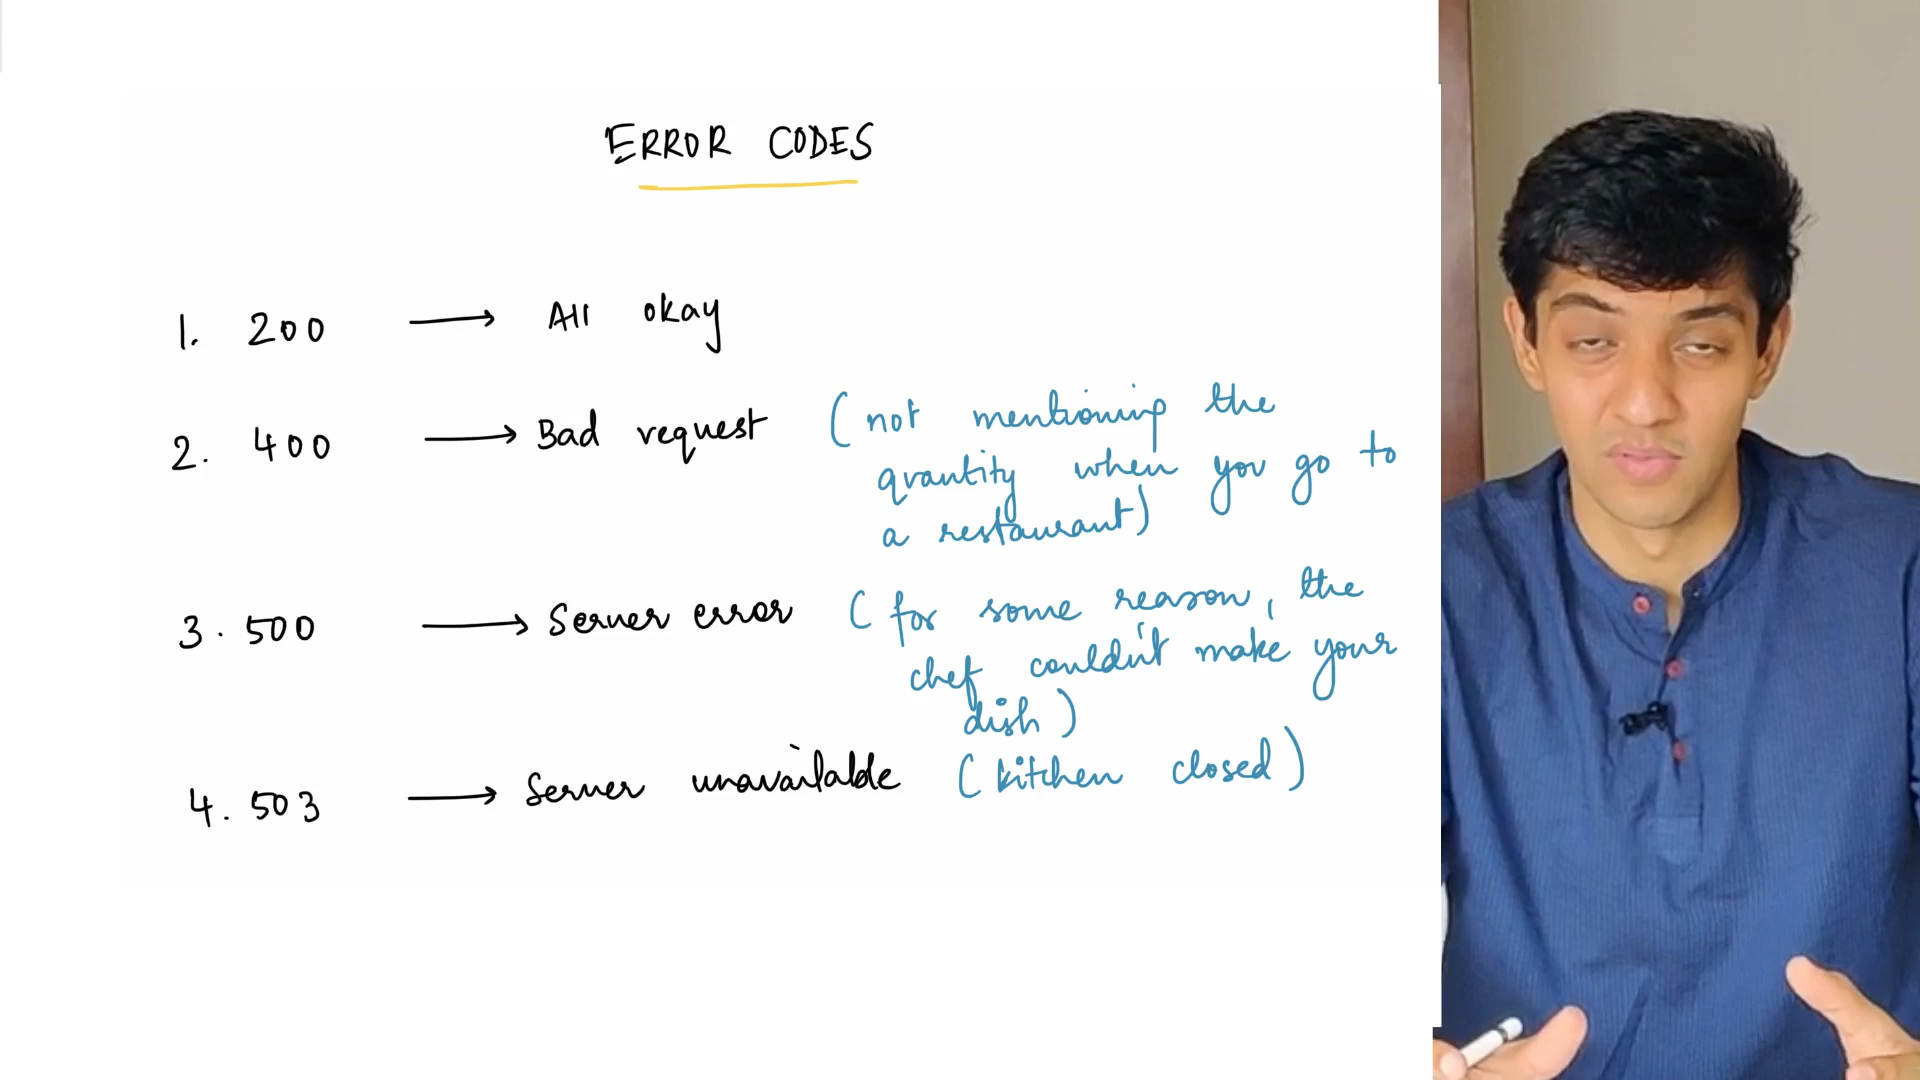 ERROR CODES
1. 200 → All okay
2. 400 → Bad request (not mentioning the
quantity when you go to
a restaurant)
3. 500 → Server error (for some reason, the
chef couldn't make your
dish)
4. 503 → Server unavailable (kitchen closed)